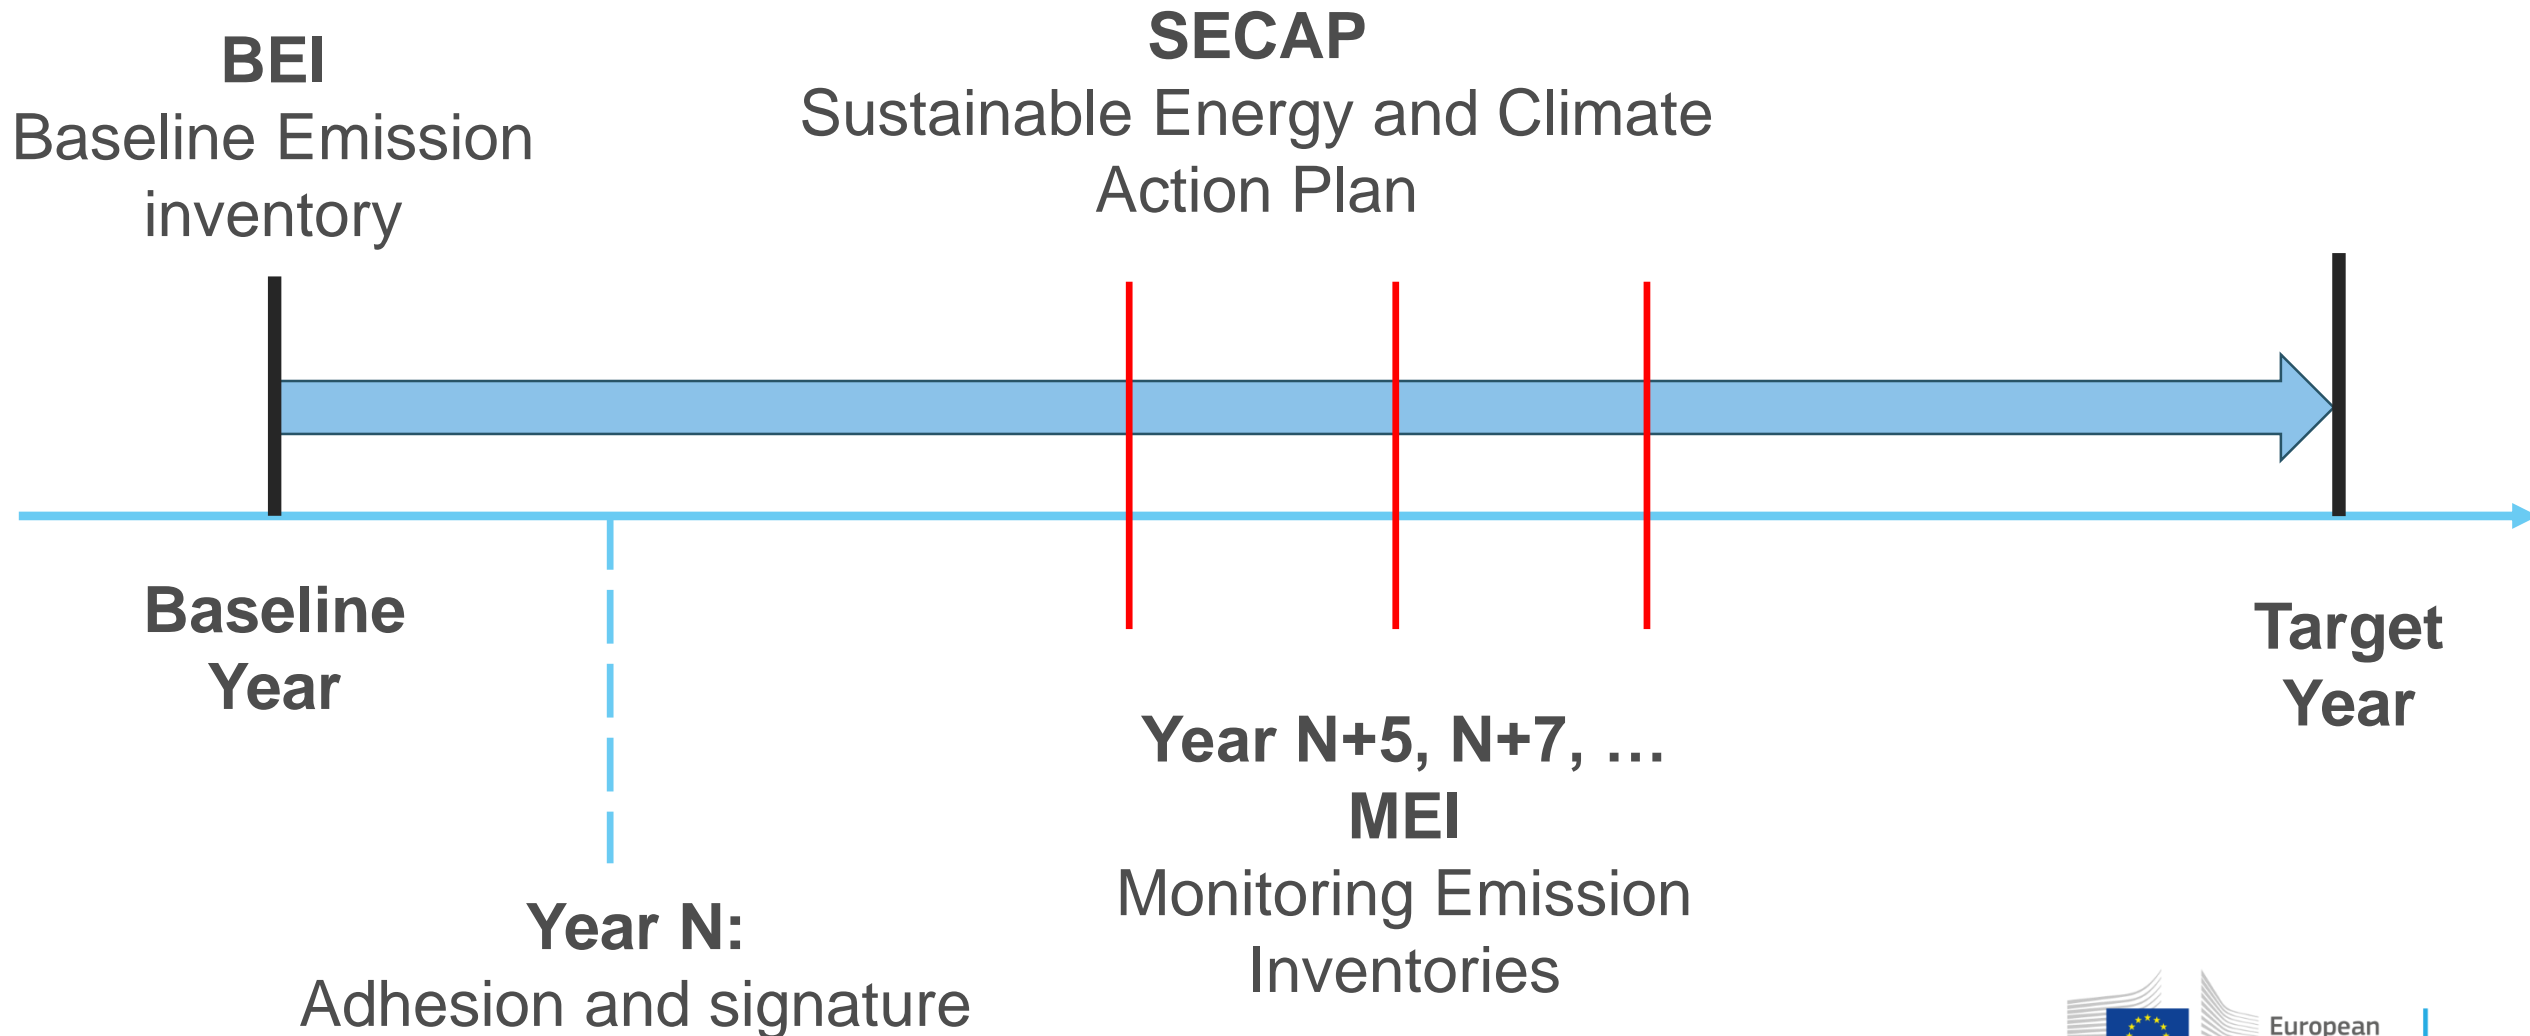 BEI
Baseline Emission
inventory
SECAP
Sustainable Energy and Climate
Action Plan
Baseline
Year
Target
Year
Year N+5, N+7, …
MEI
Monitoring Emission
Inventories
Year N:
Adhesion and signature
European